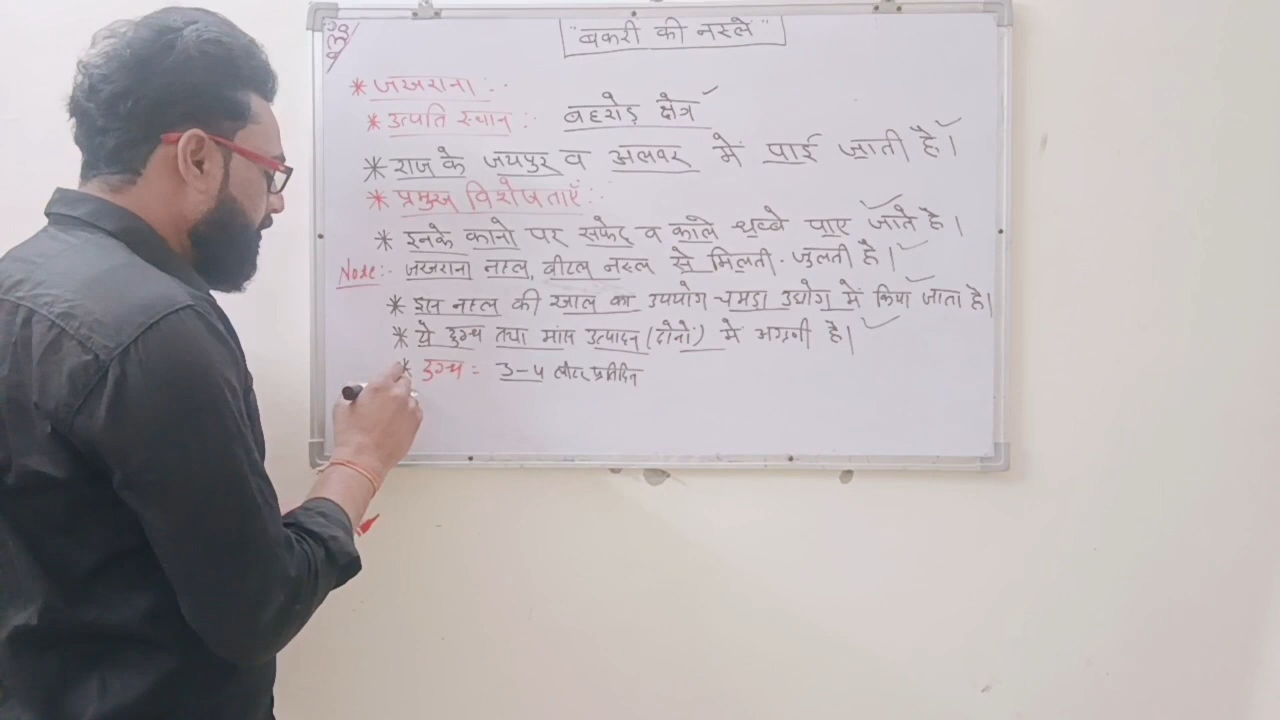 "बकरी की नस्ले"
* जखराना :-
* उत्पति स्थान :- बहरोड़ क्षेत्र
* राज के जयपुर व अलवर में पाई जाती है।
* प्रमुख विशेषताएँ :-
* इनके कानो पर सफेद व काले धब्बे पाए जाते है।
Note:- जखराना नस्ल, बीटल नस्ल से मिलती-जुलती है।
* इस नस्ल की खाल का उपयोग चमडा उद्योग में किया जाता है।
* ये दुग्ध तथा मांस उत्पादन (दोनों) में अग्रणी है।
* दुग्ध = 3-4 लीटर प्रतिदिन